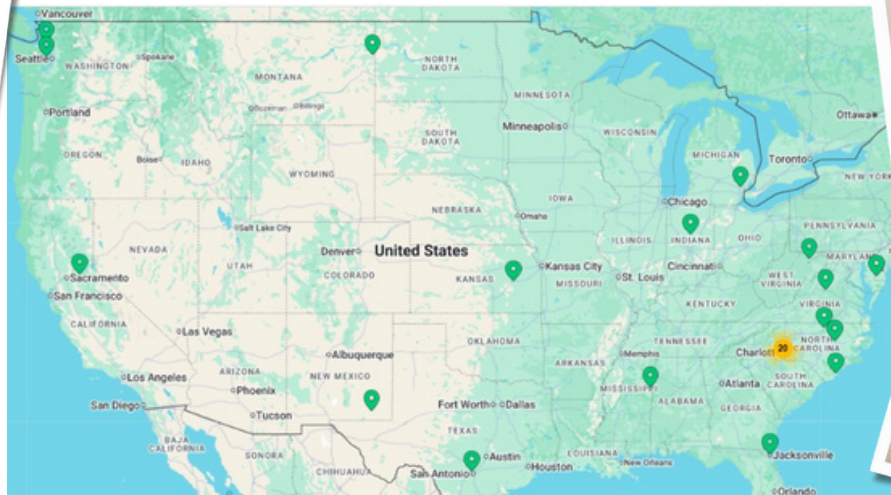 Vancouver
Seattle
Spokane
WASHINGTON
NORTH
DAKOTA
MONTANA
Bozeman
Billings
MINNESOTA
Portland
Minneapolis
WISCONSIN
MICHIGAN
Ottawa
Toronto
OREGON
Boise
IDAHO
SOUTH
DAKOTA
WYOMING
NEW YORK
IOWA
Chicago
NEBRASKA
Omaha
Salt Lake City
NEVADA
UTAH
Denver
COLORADO
United States
ILLINOIS
INDIANA
OHIO
PENNSYLVANIA
Sacramento
San Francisco
KANSAS
Kansas City
MISSOURI
St. Louis
Cincinnati
WEST
VIRGINIA
MARYLAN
CALIFORNIA
Las Vegas
KENTUCKY
VIRGINIA
Albuquerque
OKLAHOMA
TENNESSEE
Charlott
20
NORTH
CAROLINA
Los Angeles
ARIZONA
NEW MEXICO
ARKANSAS
Memphis
SOUTH
CAROLINA
Phoenix
MISSISSIPPI
Atlanta
San Diego
Tucson
Fort Worth
Dallas
ALABAMA
GEORGIA
BAJA
CALIFORNIA
SONORA
TEXAS
CHIHUAHUA
Austin
San Antonio
Houston
LOUISIANA
New Orleans
Jacksonville
Orlando